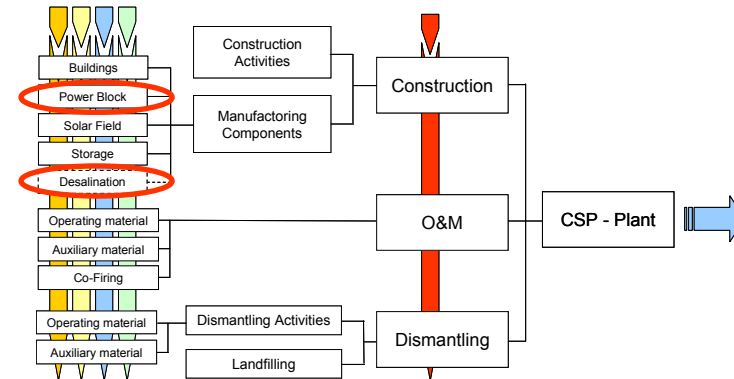 Construction
Activities
Buildings
Power Block
Construction
Solar Field
Manufactoring
Components
Storage
Desalination
Operating material
O&M
CSP - Plant
Auxiliary material
Co-Firing
Operating material
Dismantling Activities
Dismantling
Auxiliary material
Landfilling